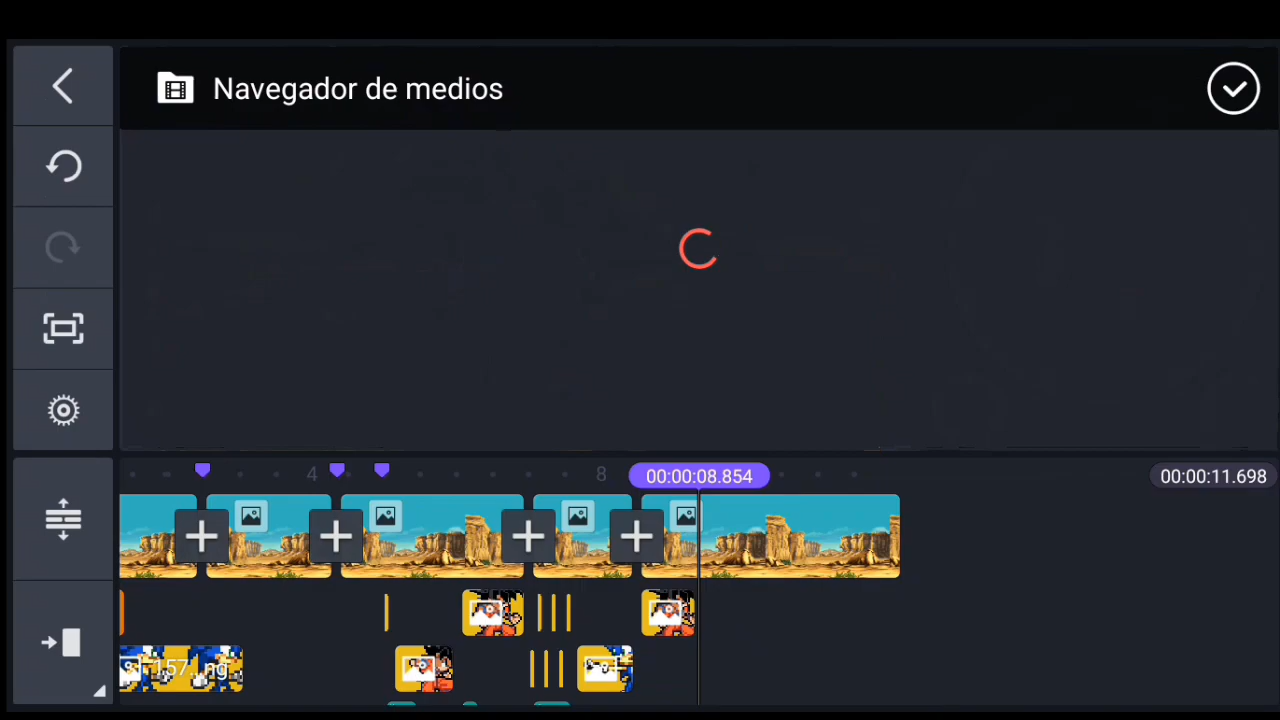 Navegador de medios
4
8
00:00:08.854
00:00:11.698